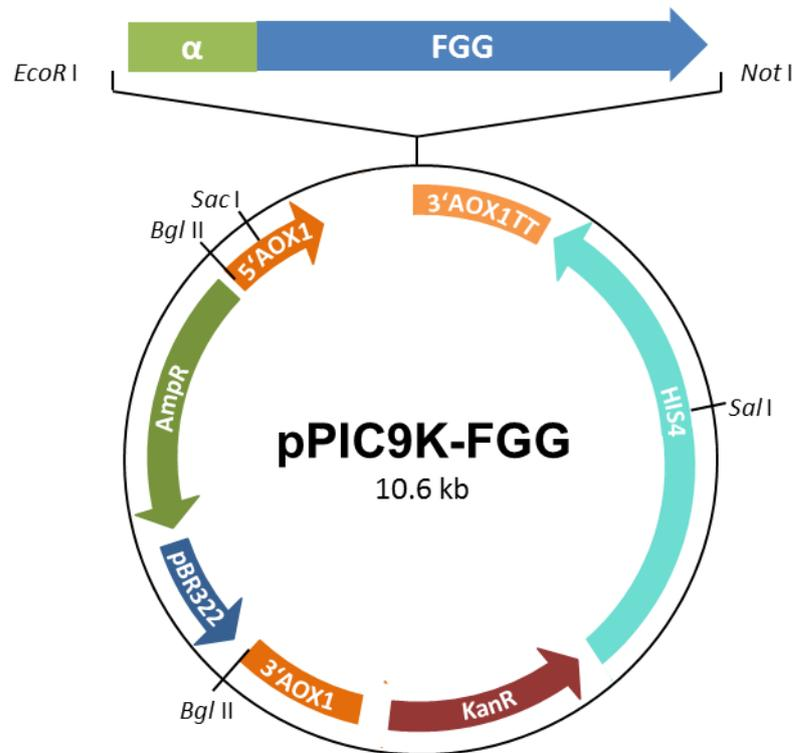 α FGG
EcoR I
Not I
3‘AOX1TT
Sac I
Bgl II
5‘AOX1
AmpR
HIS4
Sal I
pPIC9K-FGG
10.6 kb
pBR322
3‘AOX1
KanR
Bgl II